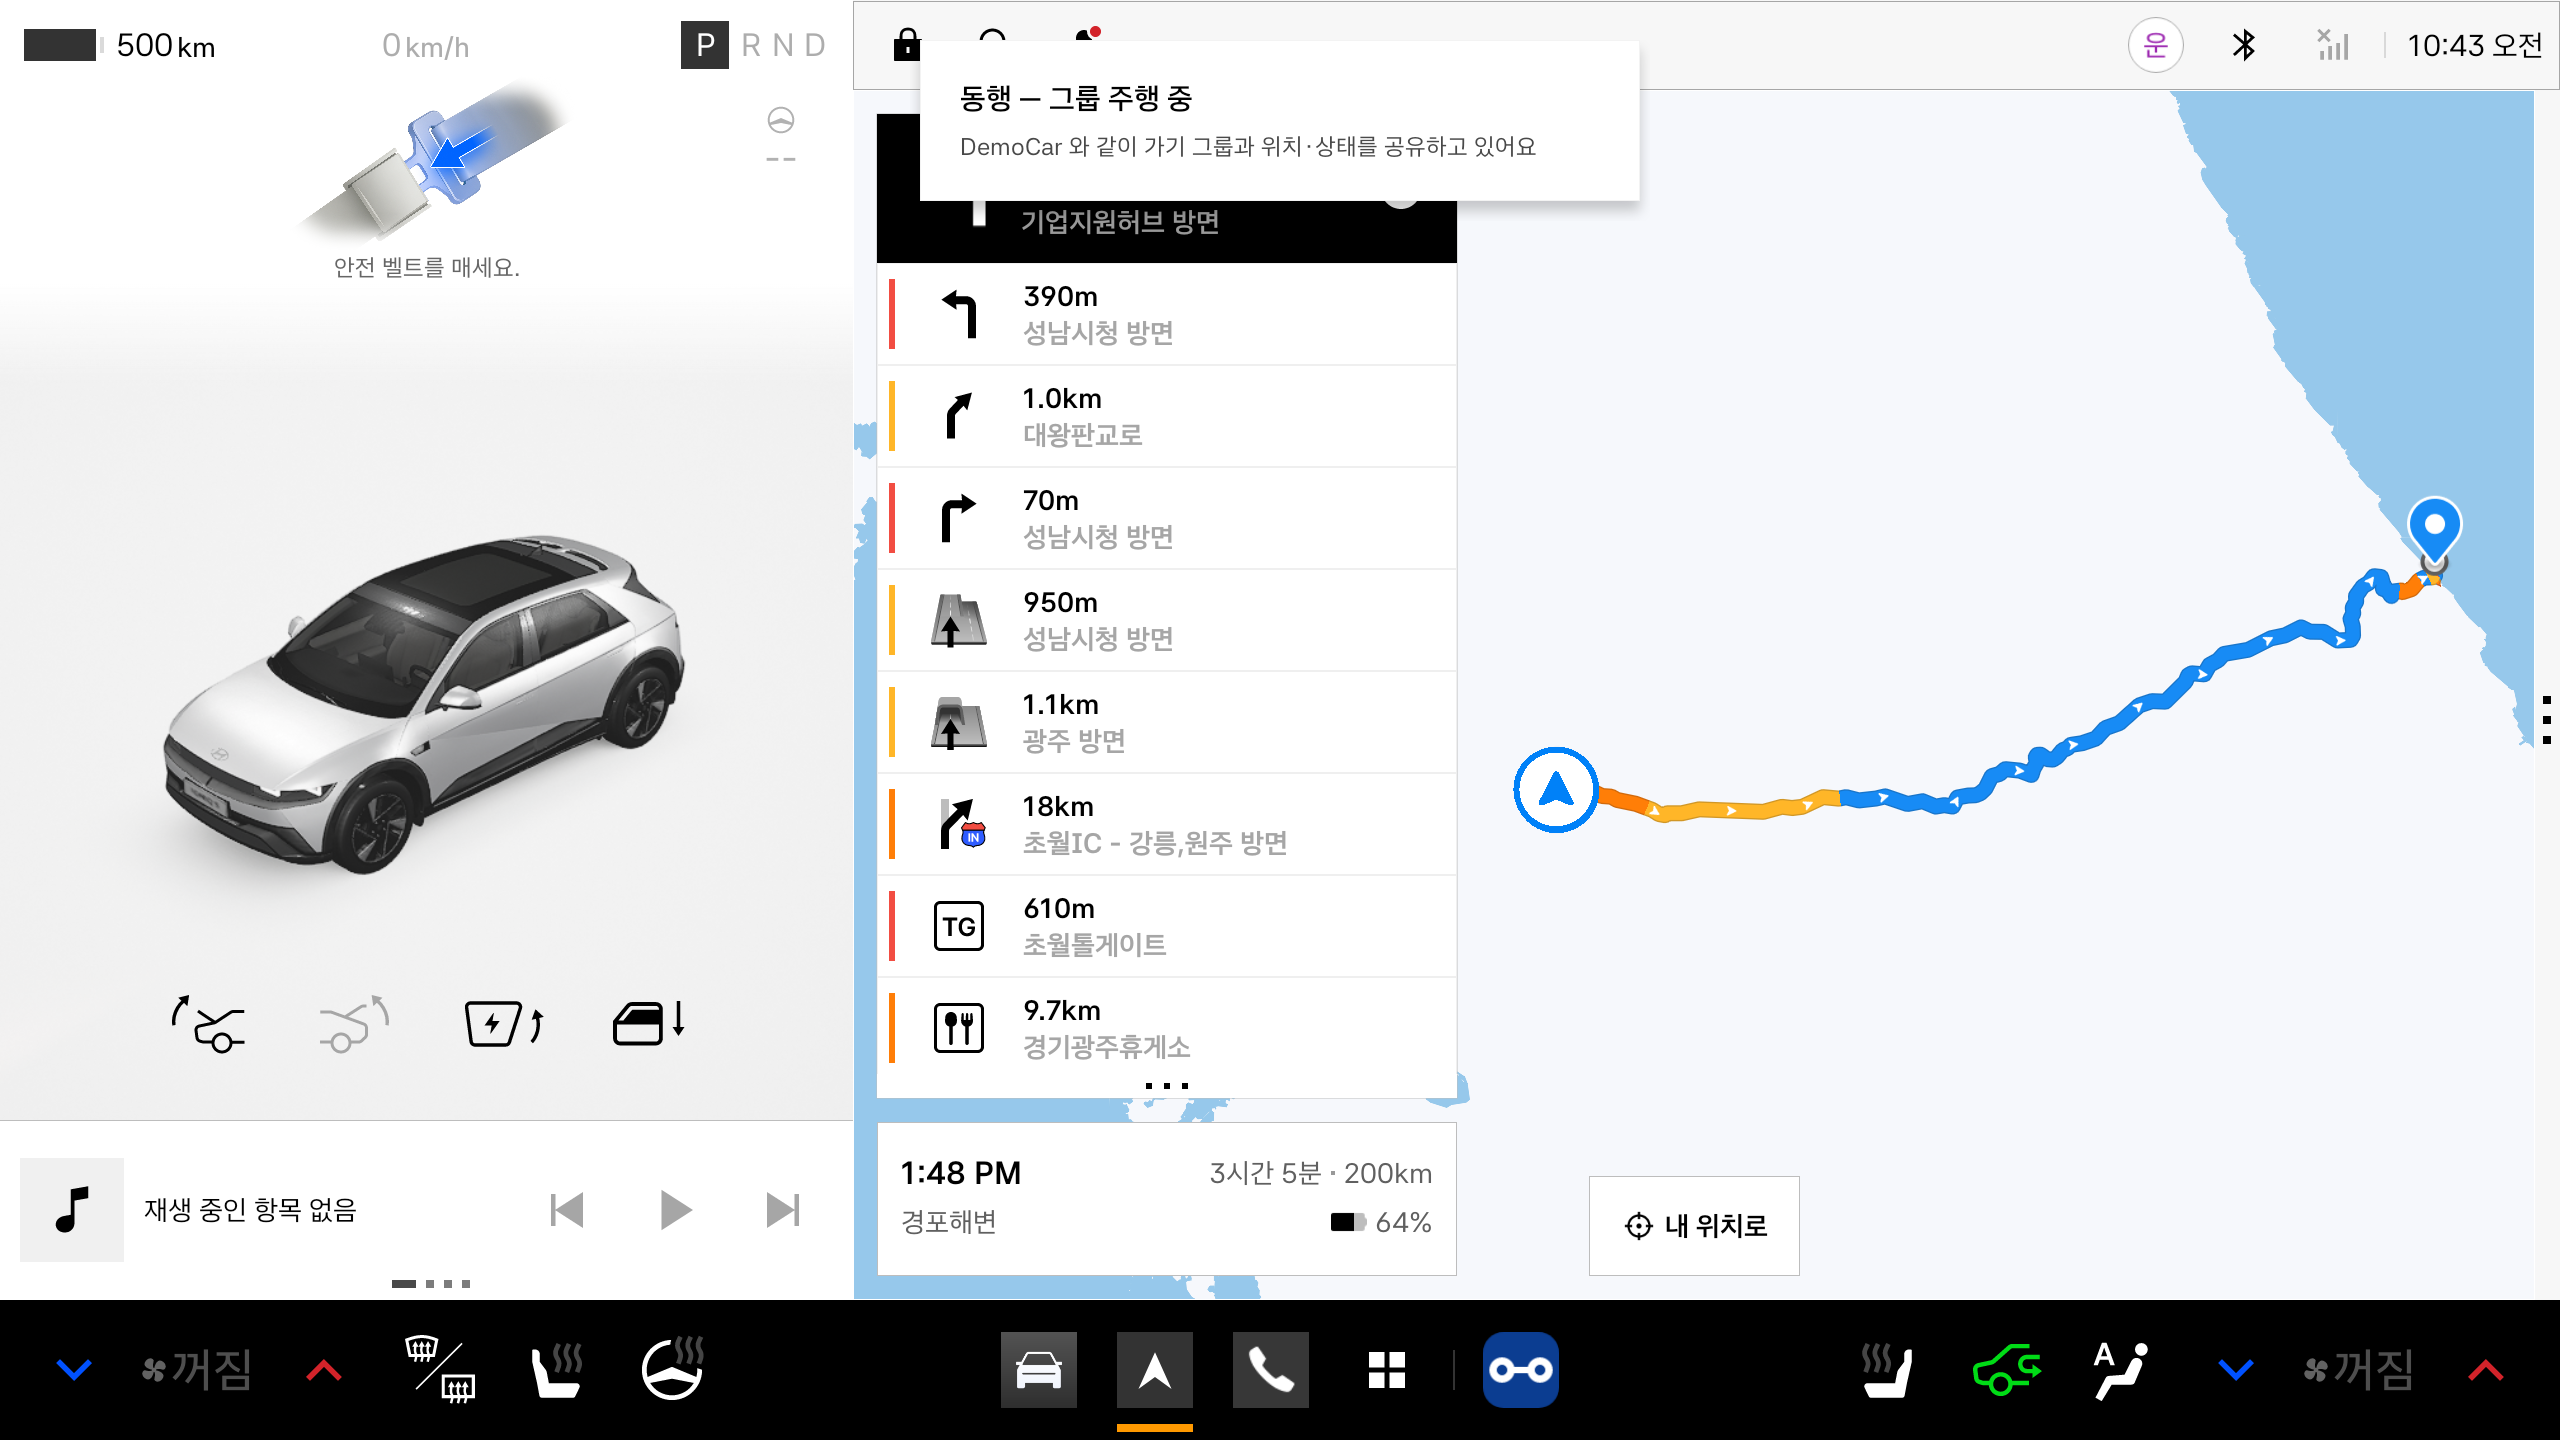 500 km
0 km/h
P R N D
안전 벨트를 매세요.
재생 중인 항목 없음
운
10:43 오전
동행 — 그룹 주행 중
DemoCar 와 같이 가기 그룹과 위치·상태를 공유하고 있어요
기업지원허브 방면
390m
성남시청 방면
1.0km
대왕판교로
70m
성남시청 방면
950m
성남시청 방면
1.1km
광주 방면
IN
18km
초월IC - 강릉,원주 방면
TG
610m
초월톨게이트
9.7km
경기광주휴게소
1:48 PM
3시간 5분 · 200km
경포해변
64%
내 위치로
꺼짐
A
꺼짐